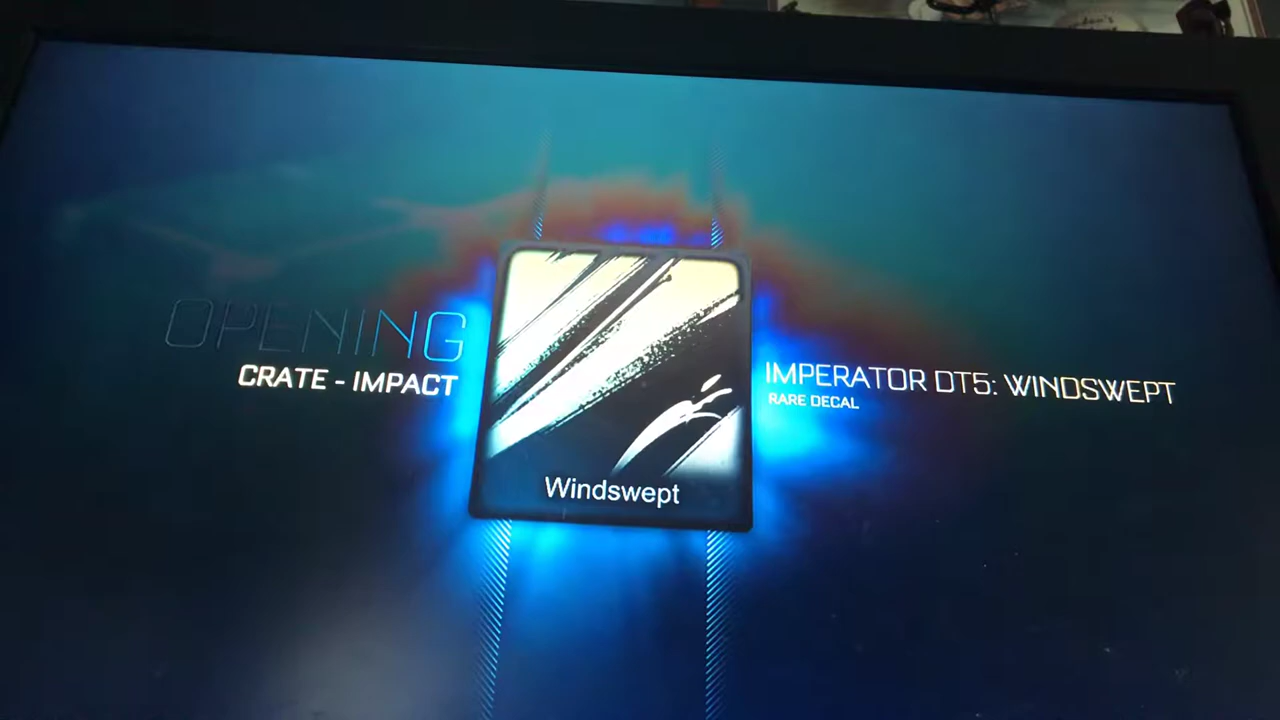 OPENING
CRATE - IMPACT
Windswept
IMPERATOR DT5: WINDSWEPT
RARE DECAL